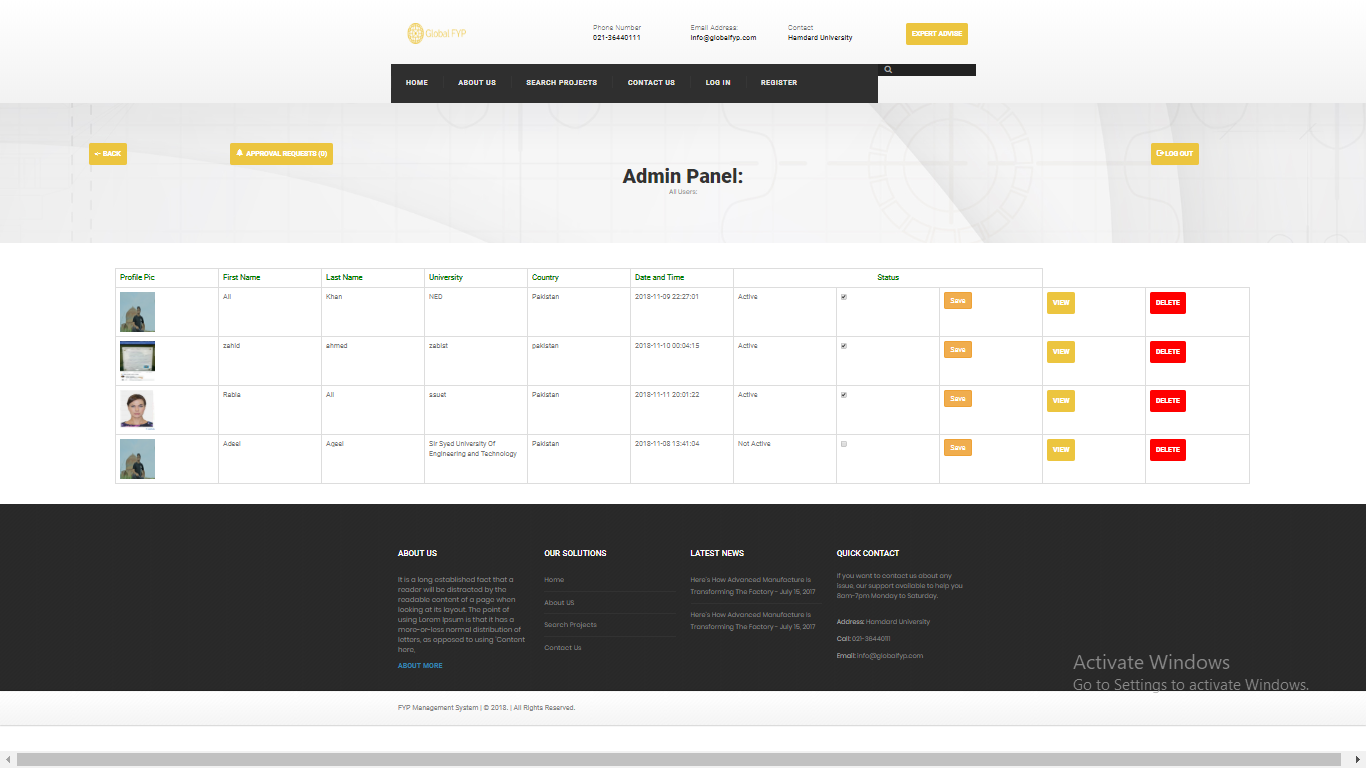 Global FYP
Phone Number
021-36440111
Email Address:
info@globalfyp.com
Contact
Hamdard University
EXPERT ADVISE
HOME
ABOUT US
SEARCH PROJECTS
CONTACT US
LOG IN
REGISTER
<- BACK
APPROVAL REQUESTS (0)
LOG OUT
Admin Panel:
All Users:
Profile Pic First Name Last Name University Country Date and Time Status
Ali Khan NED Pakistan 2018-11-09 22:27:01 Active Save VIEW DELETE
zahid ahmed zabist pakistan 2018-11-10 00:04:15 Active Save VIEW DELETE
Rabia Ali ssuet Pakistan 2018-11-11 20:01:22 Active Save VIEW DELETE
Adeel Aqeel Sir Syed University Of Pakistan 2018-11-08 13:41:04 Not Active Save VIEW DELETE
Engineering and Technology
ABOUT US
It is a long established fact that a
reader will be distracted by the
readable content of a page when
looking at its layout. The point of
using Lorem Ipsum is that it has a
more-or-less normal distribution of
letters, as opposed to using 'Content
here,
ABOUT MORE
OUR SOLUTIONS
Home
About US
Search Projects
Contact Us
LATEST NEWS
Here's How Advanced Manufacture is
Transforming The Factory - July 15, 2017
Here's How Advanced Manufacture is
Transforming The Factory - July 15, 2017
QUICK CONTACT
If you want to contact us about any
issue, our support available to help you
8am-7pm Monday to Saturday.
Address: Hamdard University
Call: 021-36440111
Email: info@globalfyp.com
Activate Windows
Go to Settings to activate Windows.
FYP Management System | © 2018. | All Rights Reserved.